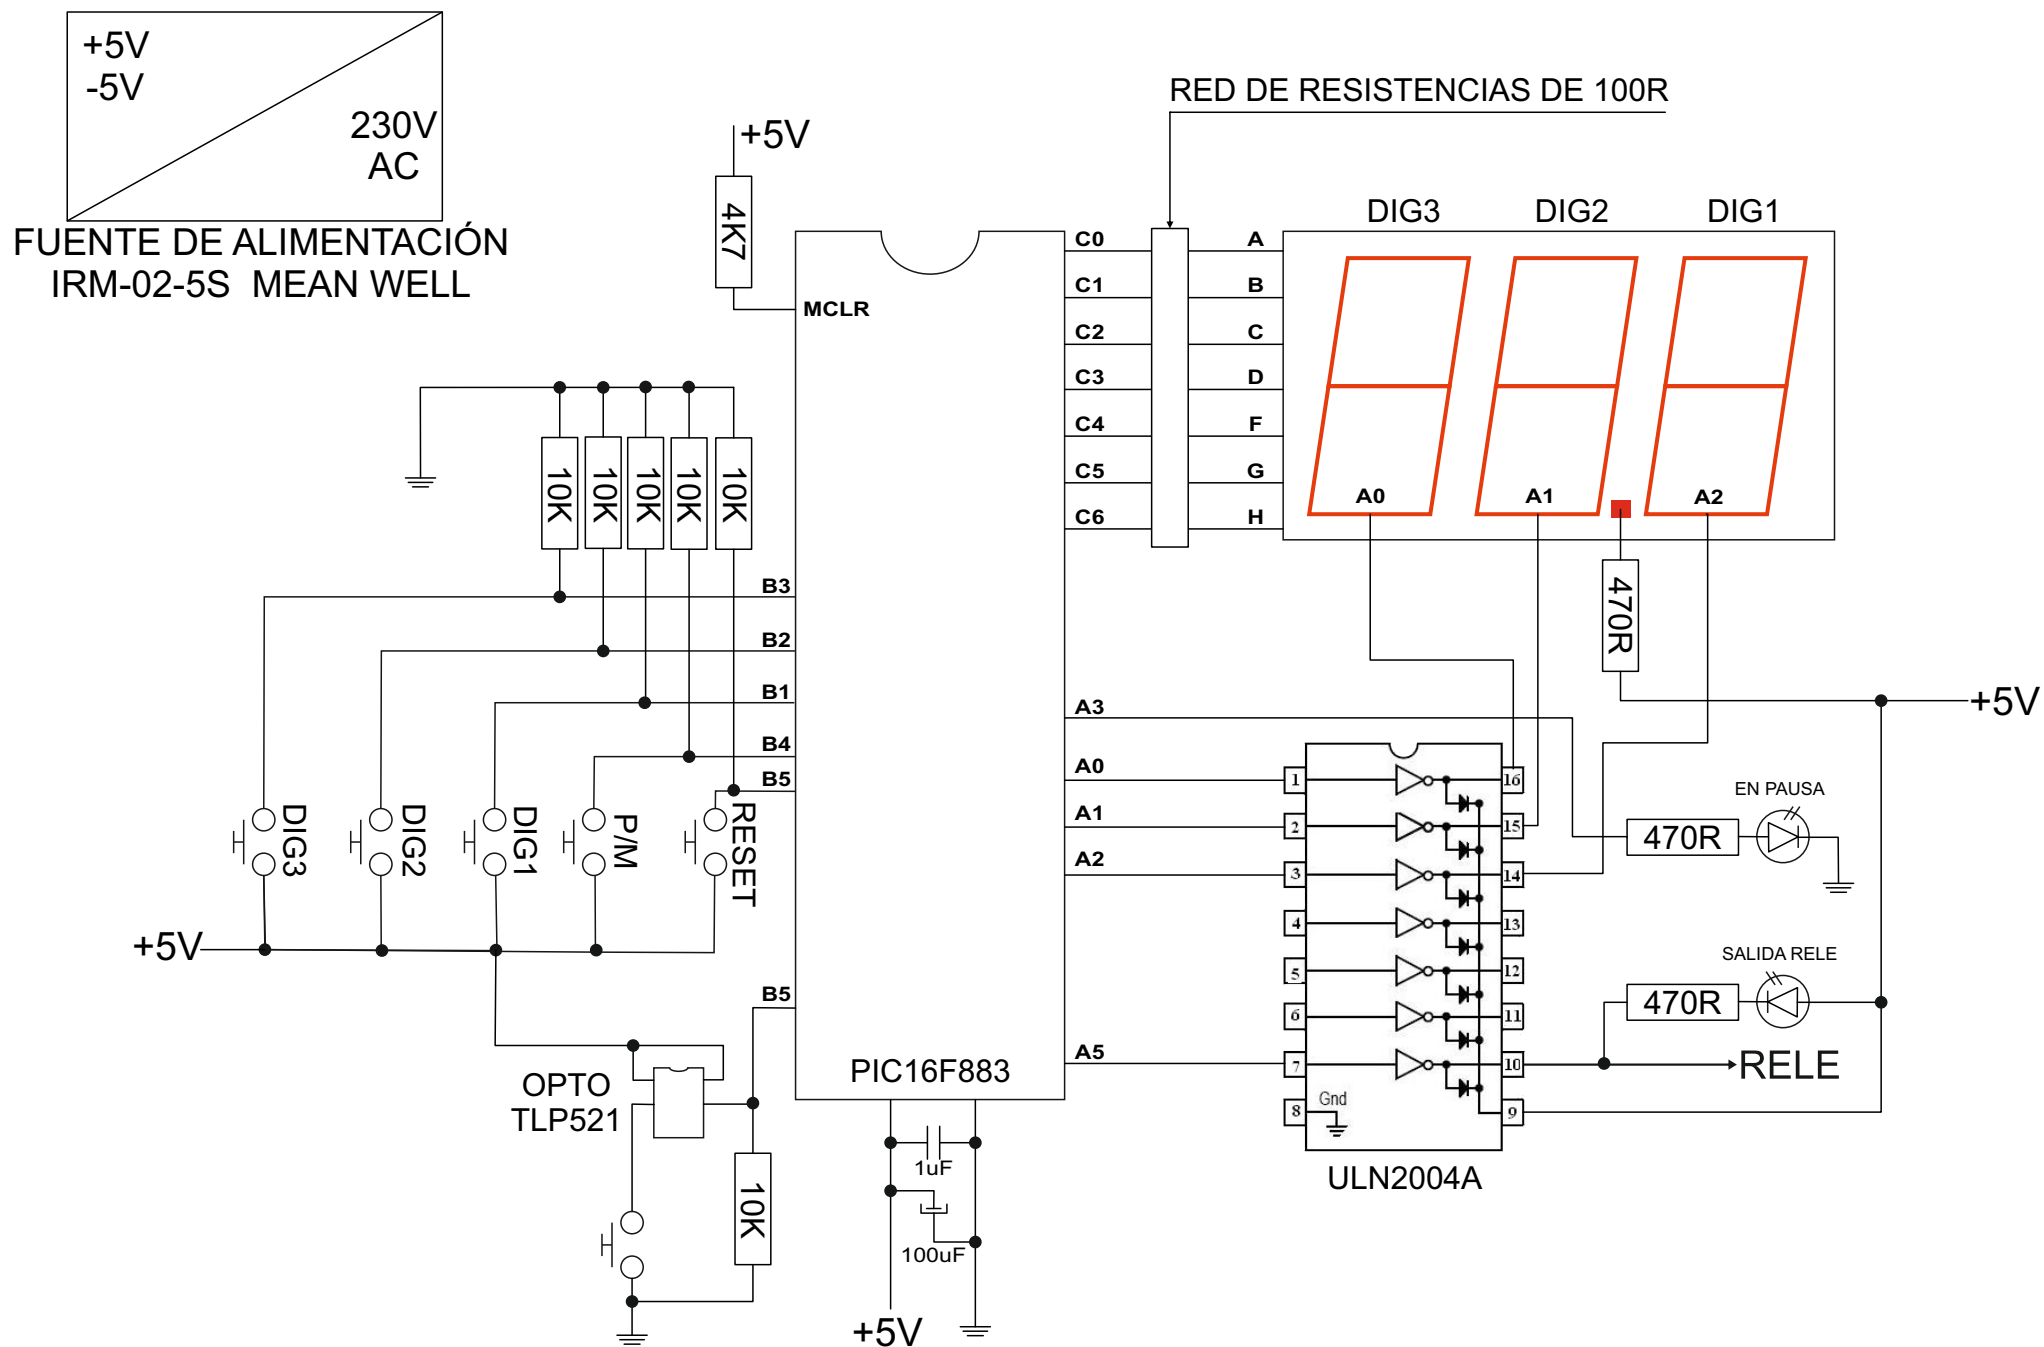 +5V
-5V
230V
AC
FUENTE DE ALIMENTACIÓN
IRM-02-5S MEAN WELL
+5V
4K7
MCLR
RED DE RESISTENCIAS DE 100R
DIG3 DIG2 DIG1
C0 A
C1 B
C2 C
C3 D
C4 F
C5 G
C6 H
A0 A1 A2
470R
+5V
10K 10K 10K 10K 10K
B3
B2
B1
B4
B5
DIG3 DIG2 DIG1 P/M RESET
+5V
B5
OPTO
TLP521
10K
PIC16F883
1uF
100uF
+5V
A3
A0
A1
A2
A5
1 16
2 15
3 14
4 13
5 12
6 11
7 10
8 Gnd 9
ULN2004A
EN PAUSA
470R
SALIDA RELE
470R
RELE